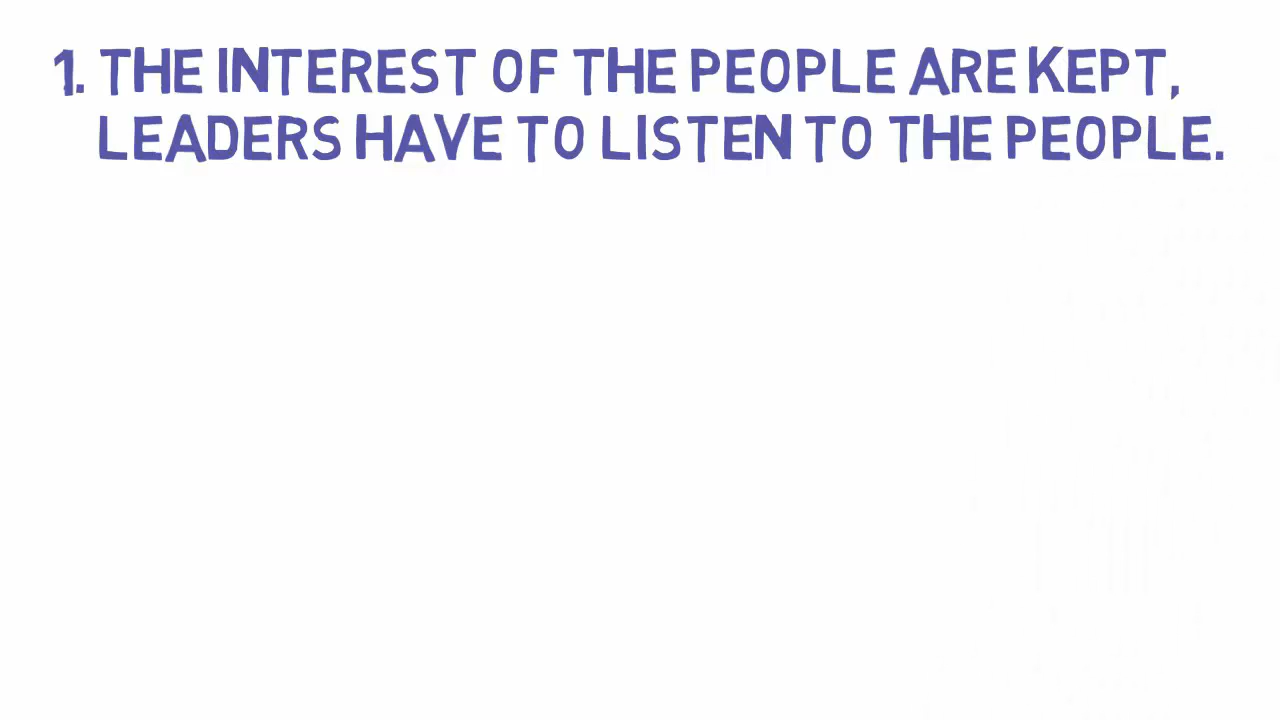 1. THE INTEREST OF THE PEOPLE ARE KEPT,
LEADERS HAVE TO LISTEN TO THE PEOPLE.